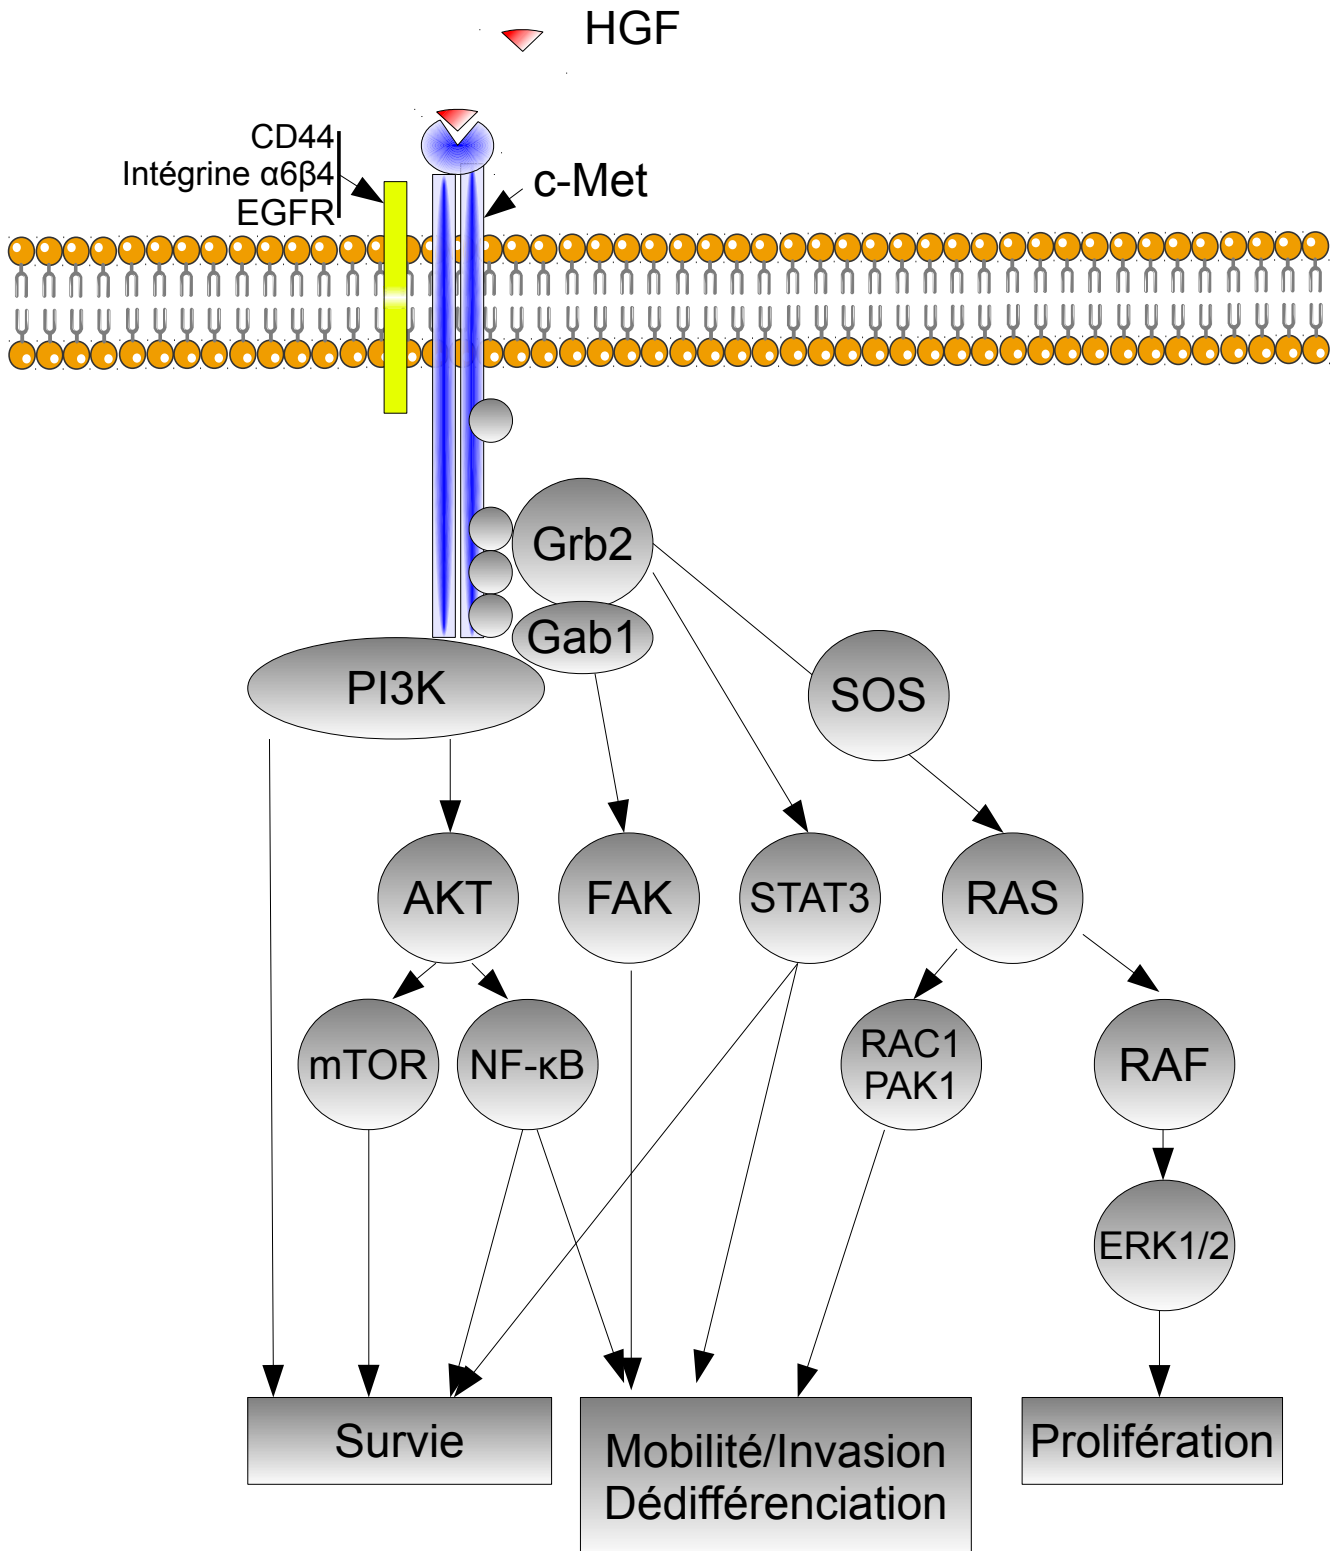 HGF
CD44
Intégrine α6β4
EGFR
c-Met
Grb2
Gab1
PI3K
SOS
AKT
FAK
STAT3
RAS
mTOR
NF-κB
RAC1
PAK1
RAF
ERK1/2
Survie
Mobilité/Invasion
Dédifférenciation
Prolifération